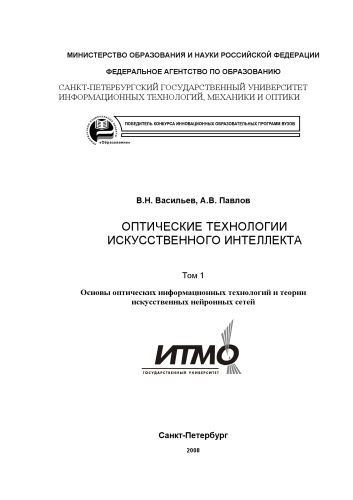 МИНИСТЕРСТВО ОБРАЗОВАНИЯ И НАУКИ РОССИЙСКОЙ ФЕДЕРАЦИИ
ФЕДЕРАЛЬНОЕ АГЕНТСТВО ПО ОБРАЗОВАНИЮ
САНКТ-ПЕТЕРБУРГСКИЙ ГОСУДАРСТВЕННЫЙ УНИВЕРСИТЕТ
ИНФОРМАЦИОННЫХ ТЕХНОЛОГИЙ, МЕХАНИКИ И ОПТИКИ
ПОБЕДИТЕЛЬ КОНКУРСА ИННОВАЦИОННЫХ ОБРАЗОВАТЕЛЬНЫХ ПРОГРАММ ВУЗОВ
«Образование»
В.Н. Васильев, А.В. Павлов
ОПТИЧЕСКИЕ ТЕХНОЛОГИИ
ИСКУССТВЕННОГО ИНТЕЛЛЕКТА
Том 1
Основы оптических информационных технологий и теории
искусственных нейронных сетей
ИТМО
ГОСУДАРСТВЕННЫЙ УНИВЕРСИТЕТ
Санкт-Петербург
2008